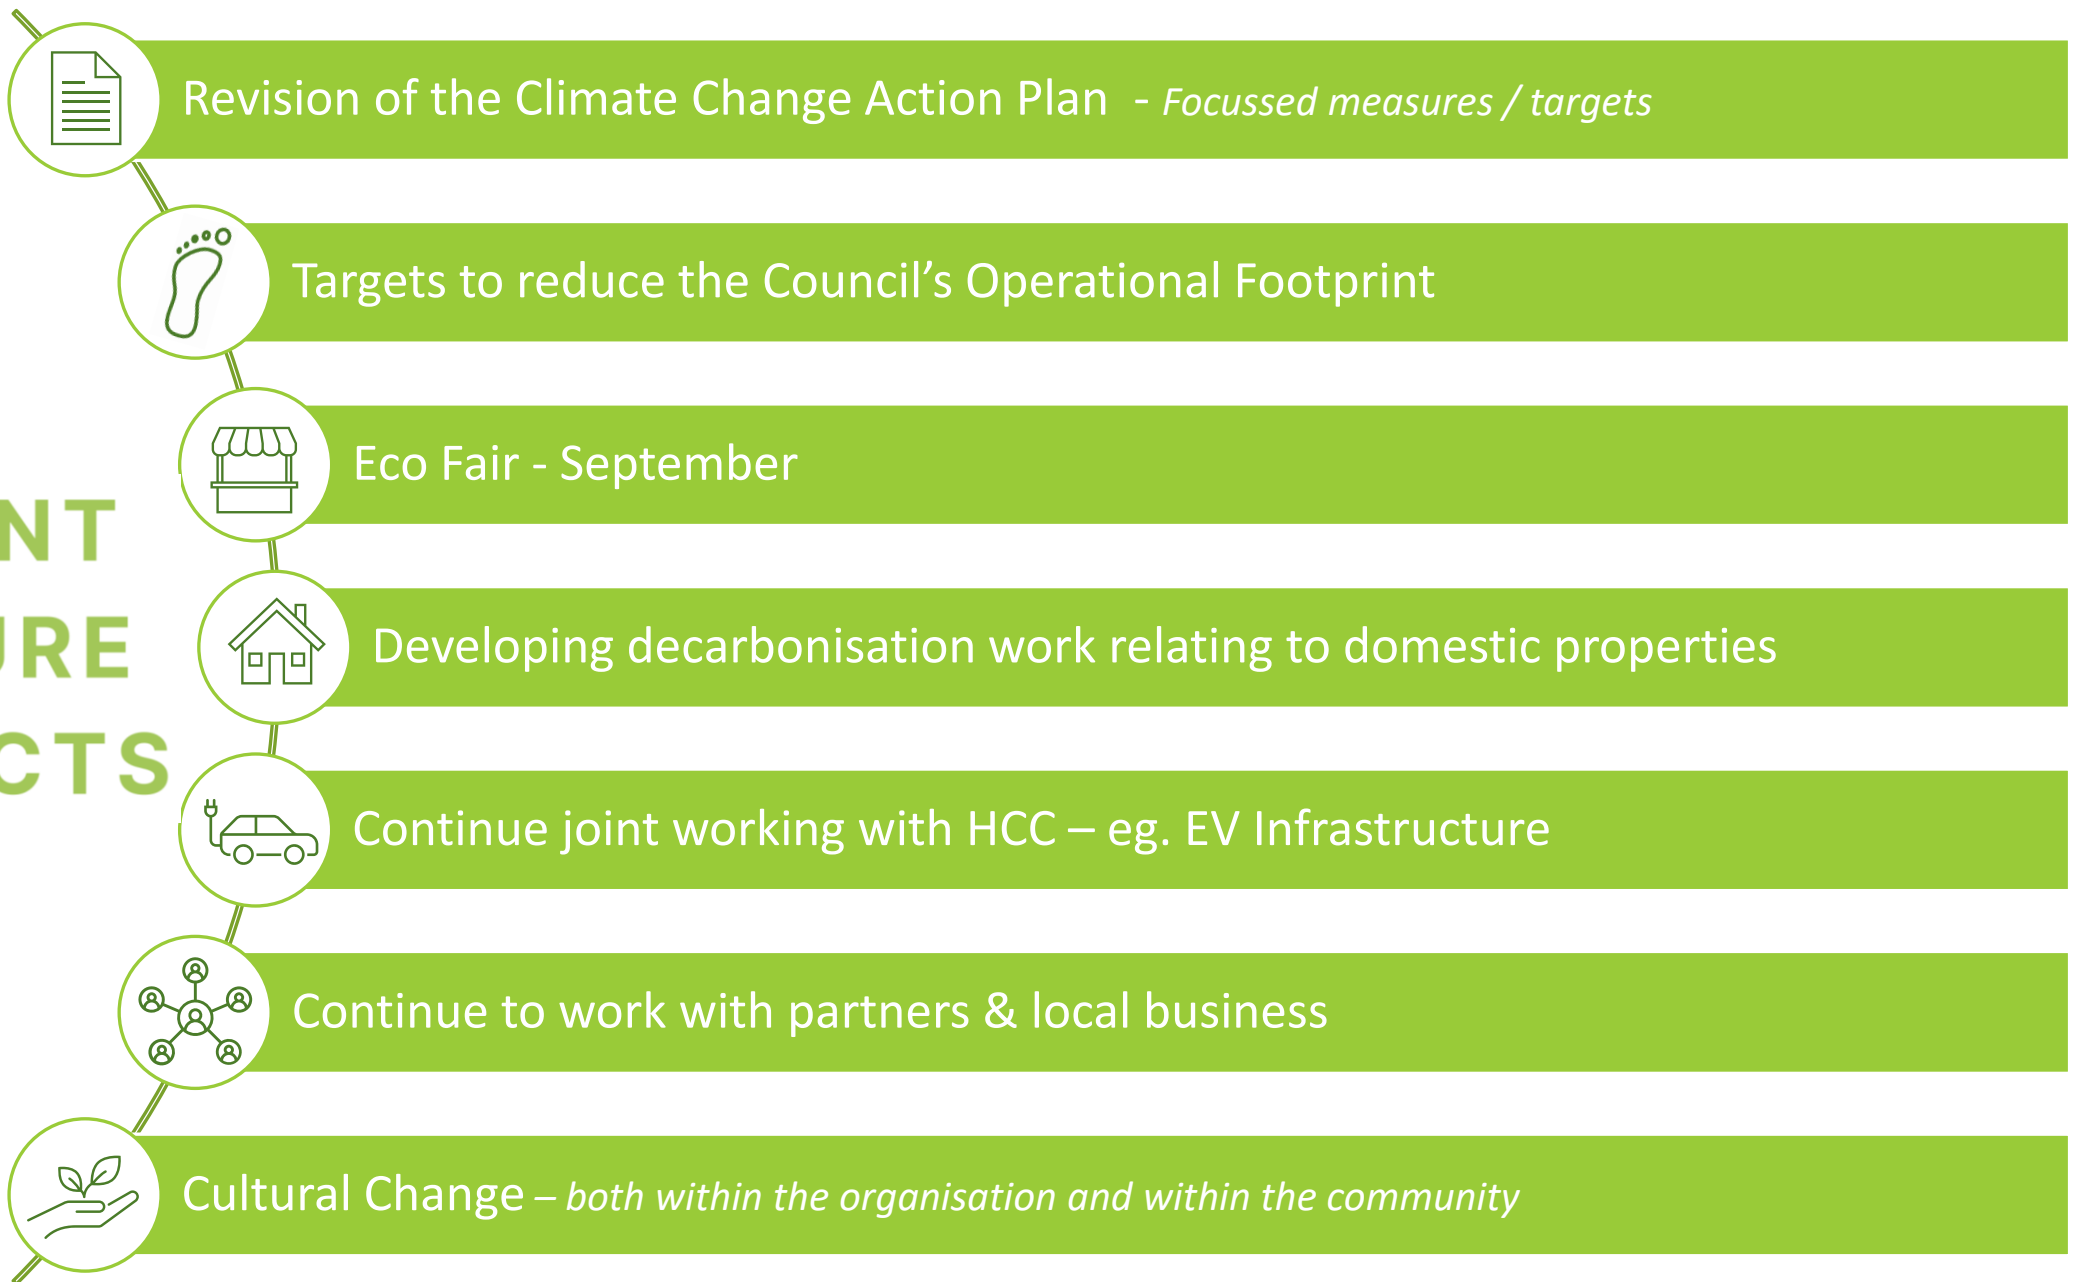 Revision of the Climate Change Action Plan - Focussed measures / targets
Targets to reduce the Council’s Operational Footprint
Eco Fair - September
Developing decarbonisation work relating to domestic properties
Continue joint working with HCC – eg. EV Infrastructure
Continue to work with partners & local business
Cultural Change – both within the organisation and within the community